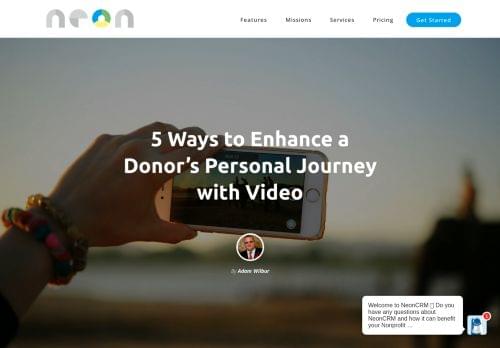 neon
Features Missions Services Pricing Get Started
5 Ways to Enhance a
Donor's Personal Journey
with Video
By Adam Wilbur
Welcome to NeonCRM Do you
have any questions about
NeonCRM and how it can benefit
your Nonprofit ...
1